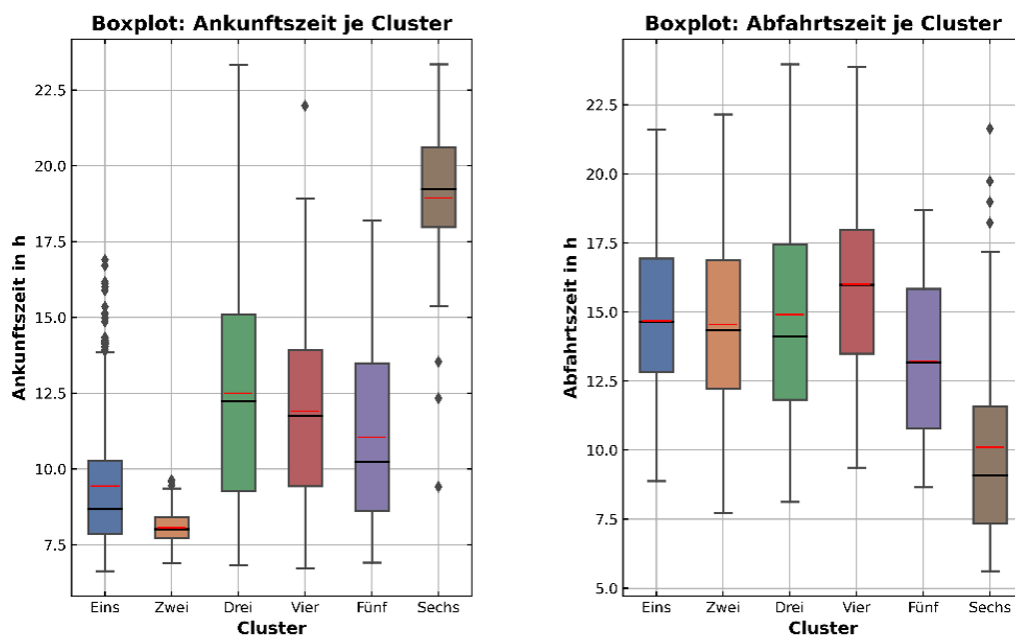 Boxplot: Ankunftszeit je Cluster
Ankunftszeit in h
22.5
20.0
17.5
15.0
12.5
10.0
7.5
Eins Zwei Drei Vier Fünf Sechs
Cluster
Boxplot: Abfahrtszeit je Cluster
Abfahrtszeit in h
22.5
20.0
17.5
15.0
12.5
10.0
7.5
5.0
Eins Zwei Drei Vier Fünf Sechs
Cluster